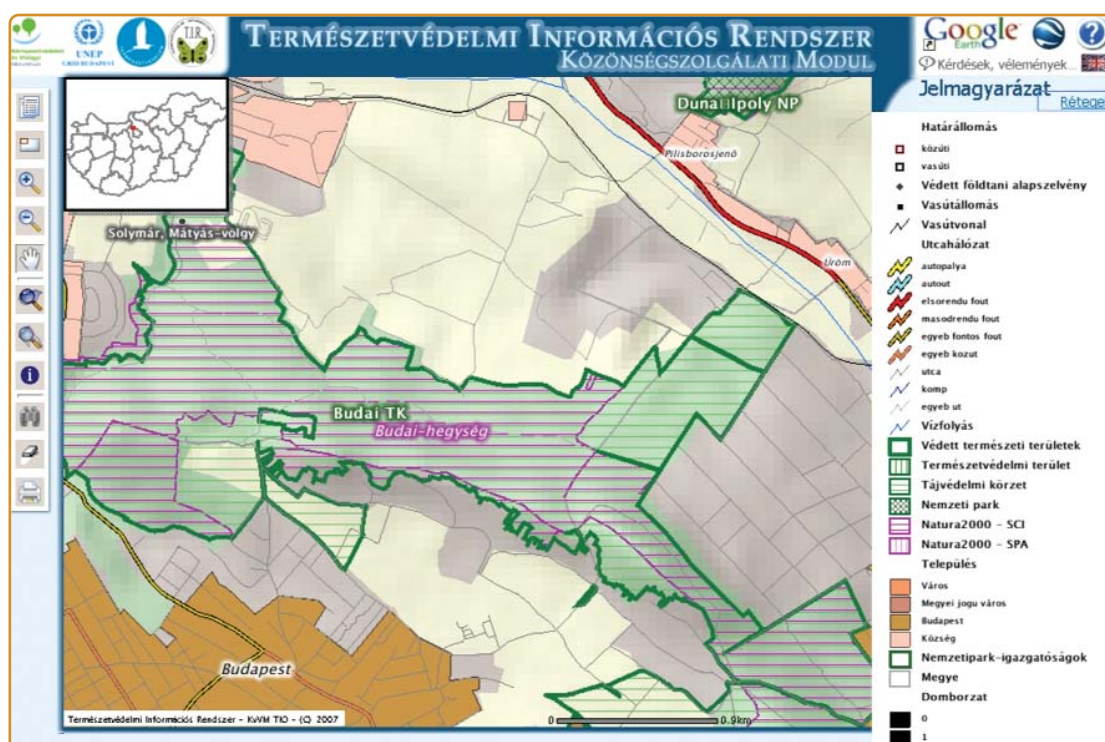 UNEP
GRID BUDAPEST
T.I.R.
TERMÉSZETVÉDELMI INFORMÁCIÓS RENDSZER
KÖZÖNSÉGSZOLGÁLATI MODUL
Google
Earth
?
Kérdések, vélemények...
Jelmagyarázat
Rétege
Duna Ipoly NP
Pilisborosjenő
Solymár, Mátyás-völgy
Üröm
Budai TK
Budai-hegység
Budapest
Természetvédelmi Információs Rendszer - KvVM TIO - (C) 2007
0 0.9km
Határállomás
közúti
vasúti
Védett földtani alapszelvény
Vasútállomás
Vasútvonal
Utcahálózat
autopalya
autout
elsorendu fout
masodrendu fout
egyeb fontos fout
egyeb kozut
utca
komp
egyeb ut
Vízfolyás
Védett természeti területek
Természetvédelmi terület
Tájvédelmi körzet
Nemzeti park
Natura2000 - SCI
Natura2000 - SPA
Település
Város
Megyei jogu város
Budapest
Község
Nemzetipark-igazgatóságok
Megye
Domborzat
0
1